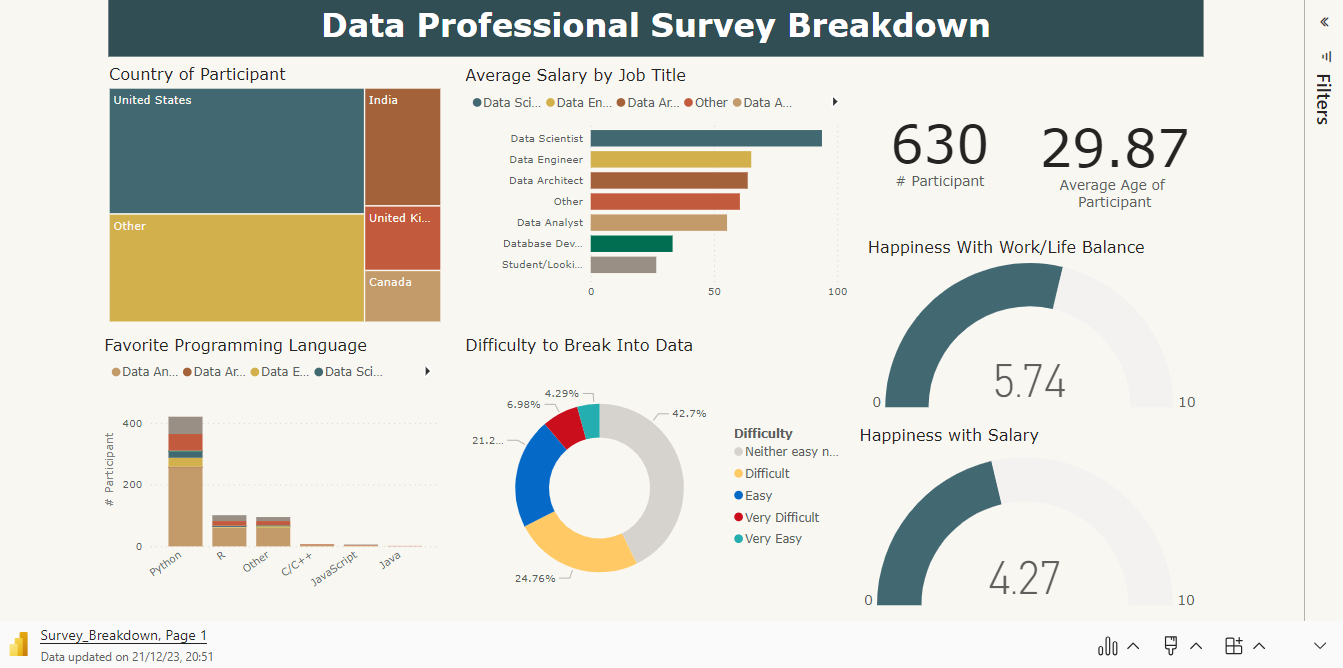 Data Professional Survey Breakdown
Filters
Country of Participant
United States
India
Other
United Ki...
Canada
Average Salary by Job Title
Data Sci...
Data En...
Data Ar...
Other
Data A...
Data Scientist
Data Engineer
Data Architect
Other
Data Analyst
Database Dev...
Student/Looki...
0
50
100
630
# Participant
29.87
Average Age of
Participant
Happiness With Work/Life Balance
5.74
0
10
Favorite Programming Language
Data An...
Data Ar...
Data E...
Data Sci...
# Participant
400
200
0
Python
R
Other
C/C++
JavaScript
Java
Difficulty to Break Into Data
4.29%
6.98%
42.7%
21.2...
24.76%
Difficulty
Neither easy n...
Difficult
Easy
Very Difficult
Very Easy
Happiness with Salary
4.27
0
10
Survey_Breakdown, Page 1
Data updated on 21/12/23, 20:51